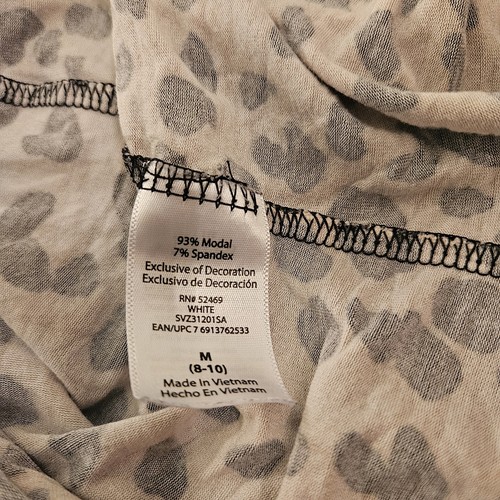 93% Modal
7% Spandex
Exclusive of Decoration
Exclusivo de Decoración
RN# 52469
WHITE
SVZ31201SA
EAN/UPC 7 6913762533
M
(8-10)
Made in Vietnam
Hecho En Vietnam